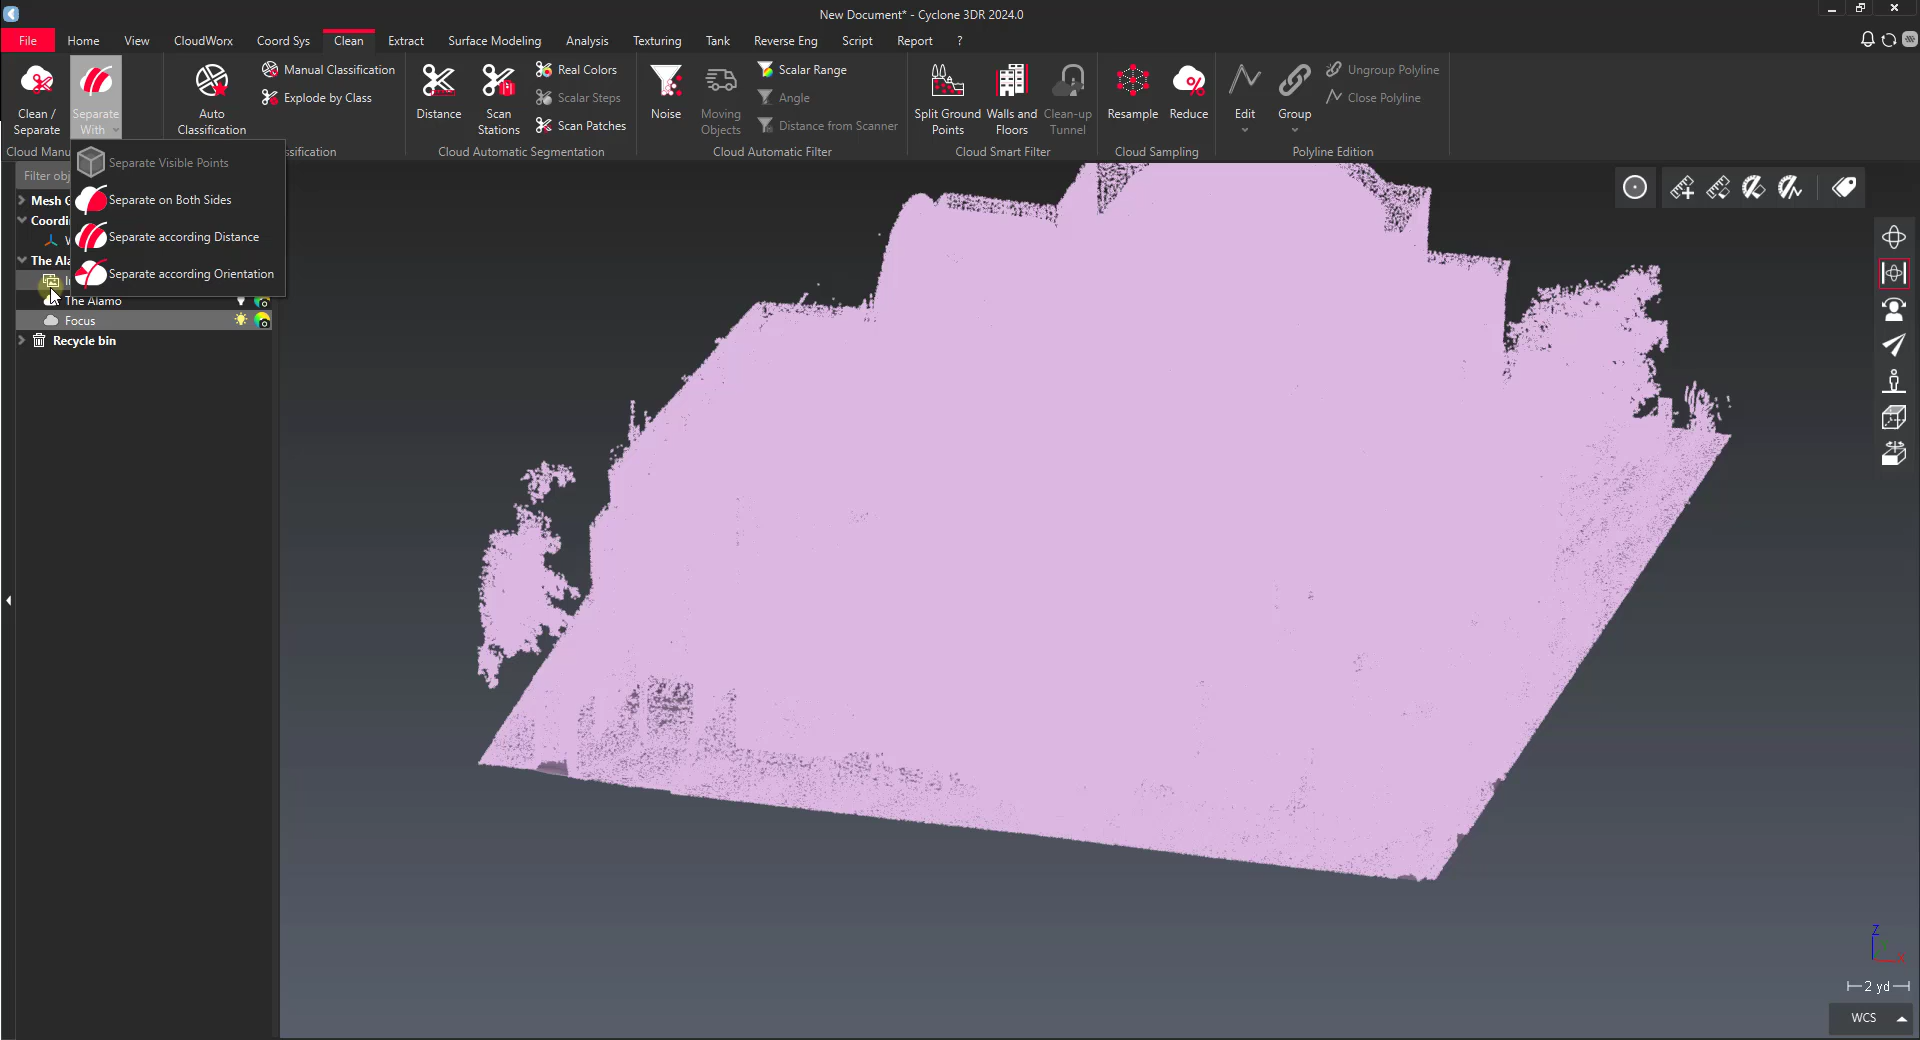 New Document* - Cyclone 3DR 2024.0
File Home View CloudWorx Coord Sys Clean Extract Surface Modeling Analysis Texturing Tank Reverse Eng Script Report ?
Clean / Separate
Separate With
Auto Classification
Manual Classification
Explode by Class
Distance
Scan Stations
Real Colors
Scalar Steps
Scan Patches
Noise
Moving Objects
Scalar Range
Angle
Distance from Scanner
Split Ground Points
Walls and Floors
Clean-up Tunnel
Resample
Reduce
Edit
Group
Ungroup Polyline
Close Polyline
Cloud Manu
ssification
Cloud Automatic Segmentation
Cloud Automatic Filter
Cloud Smart Filter
Cloud Sampling
Polyline Edition
Separate Visible Points
Separate on Both Sides
Separate according Distance
Separate according Orientation
Filter obj
Mesh G
Coordi
The Ala
The Alamo
Focus
Recycle bin
Z
X
2 yd
WCS